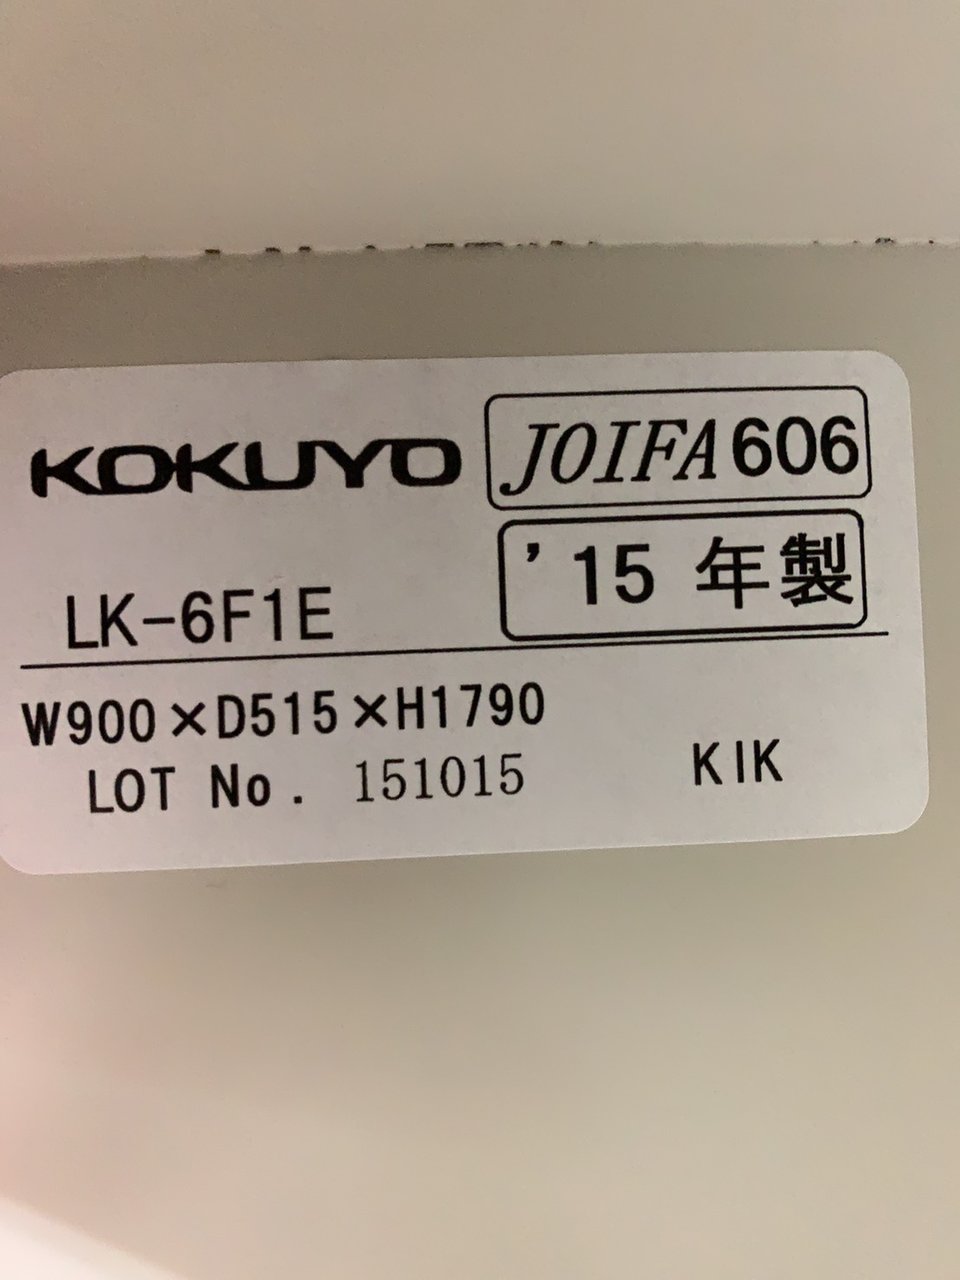 KOKUYO JOIFA606
LK-6F1E '15 年製
W900×D515×H1790
LOT No. 151015 KIK